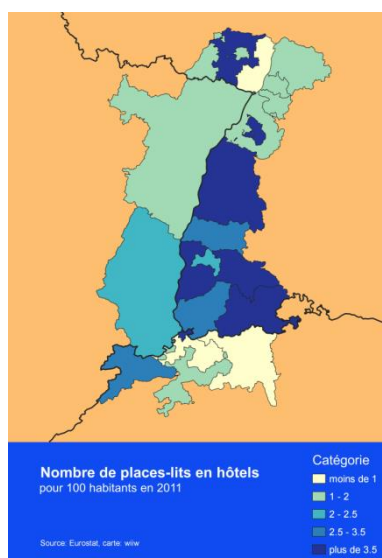 Nombre de places-lits en hôtels
pour 100 habitants en 2011
Source: Eurostat, carte: wiiw
Catégorie
moins de 1
1 - 2
2 - 2.5
2.5 - 3.5
plus de 3.5